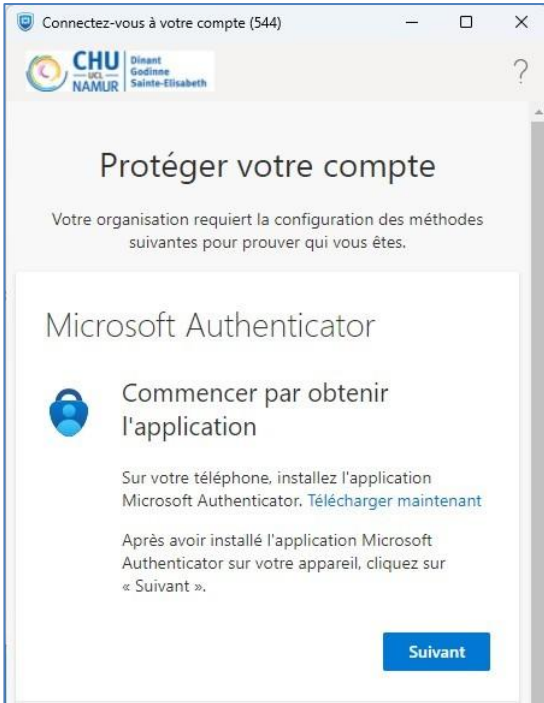 Connectez-vous à votre compte (544)
CHU
UCL
NAMUR
Dinant
Godinne
Sainte-Elisabeth
?
Protéger votre compte
Votre organisation requiert la configuration des méthodes
suivantes pour prouver qui vous êtes.
Microsoft Authenticator
Commencer par obtenir
l'application
Sur votre téléphone, installez l'application
Microsoft Authenticator. Télécharger maintenant
Après avoir installé l'application Microsoft
Authenticator sur votre appareil, cliquez sur
« Suivant ».
Suivant